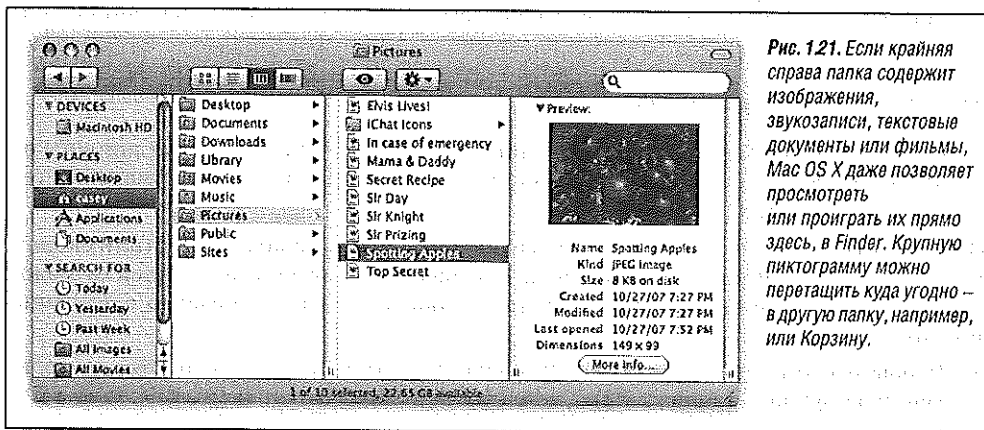 Pictures
▼ DEVICES
Macintosh HD
▼ PLACES
Desktop
casey
Applications
Documents
▼ SEARCH FOR
Today
Yesterday
Past Week
All Images
All Movies
Desktop
Documents
Downloads
Library
Movies
Music
Pictures
Public
Sites
Elvis Lives!
iChat Icons
In case of emergency
Mama & Daddy
Secret Recipe
Sir Day
Sir Knight
Sir Prizing
Spotting Apples
Top Secret
▼ Preview:
Name Spotting Apples
Kind JPEG image
Size 8 KB on disk
Created 10/27/07 7:27 PM
Modified 10/27/07 7:27 PM
Last opened 10/27/07 7:32 PM
Dimensions 149 x 99
More info...
1 of 10 selected, 22.65 GB available
Рис. 1.21. Если крайняя
справа папка содержит
изображения,
звукозаписи, текстовые
документы или фильмы,
Mac OS X даже позволяет
просмотреть
или проиграть их прямо
здесь, в Finder. Крупную
пиктограмму можно
перетащить куда угодно –
в другую папку, например,
или Корзину.